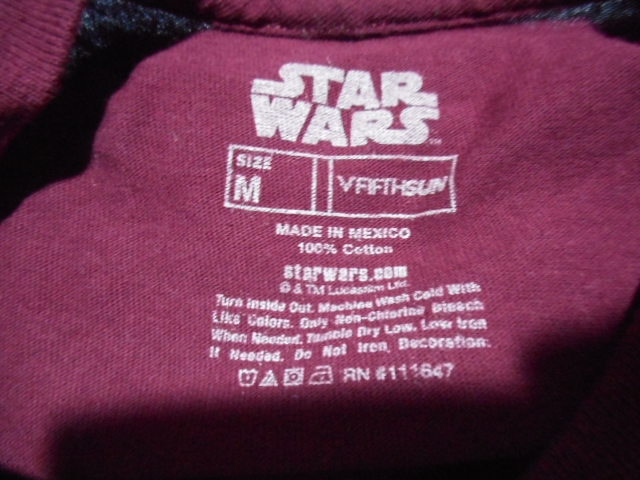 STAR
WARS
TM
SIZE
M
FIFTHSUN
MADE IN MEXICO
100% Cotton
starwars.com
© & TM Lucasfilm Ltd.
Turn Inside Out. Machine Wash Cold With
Like Colors. Only Non-Chlorine Bleach
When Needed. Tumble Dry Low. Low Iron
If Needed. Do Not Iron, Decoration.
RN #111647